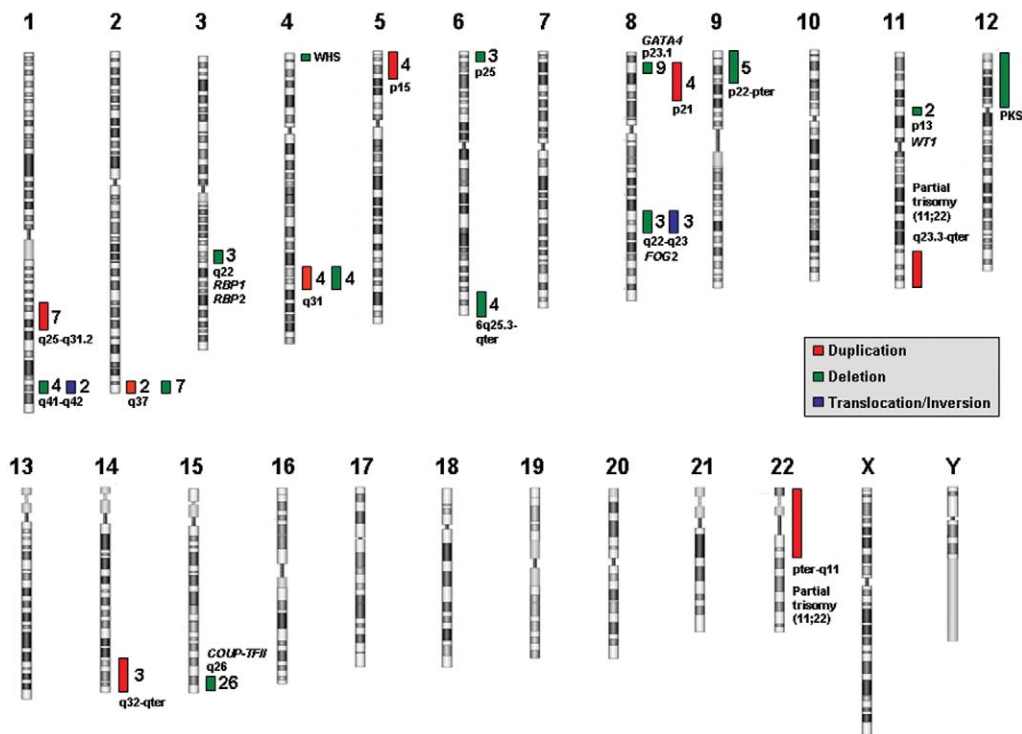 1 2 3 4 5 6 7 8 9 10 11 12
GATA4
p23.1
WHS
4
p15
3
p25
9
4
p21
5
p22-pter
2
p13
WT1
PKS
Partial
trisomy
(11;22)
q23.3-qter
3
q22
RBP1
RBP2
4 4
q31
3 3
q22-q23
FOG2
4
6q25.3-
qter
7
q25-q31.2
4 2
q41-q42
2 7
q37
Duplication
Deletion
Translocation/Inversion
13 14 15 16 17 18 19 20 21 22 X Y
pter-q11
Partial
trisomy
(11;22)
3
q32-qter
COUP-TFII
q26
26